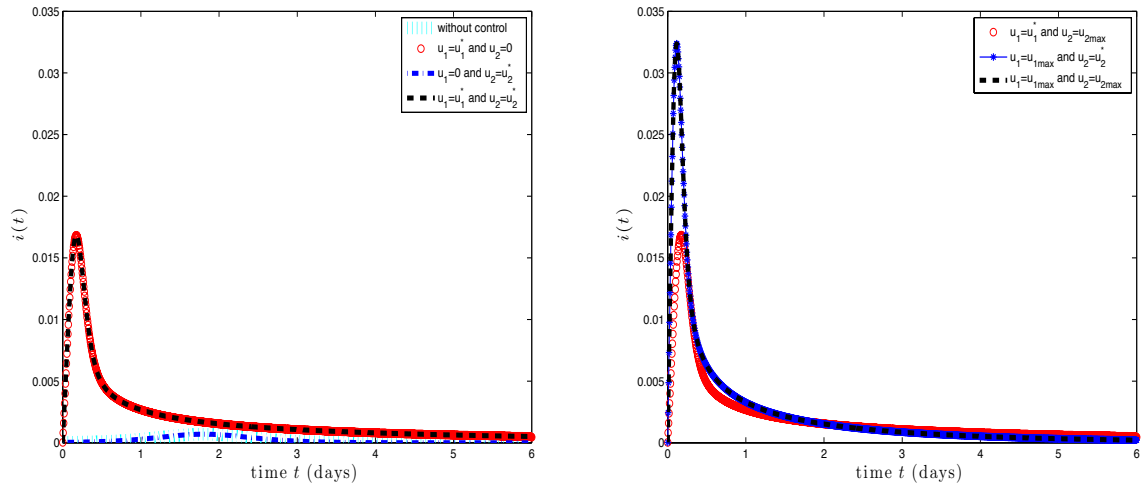 0.035
0.03
0.025
0.02
0.015
0.01
0.005
0
i(t)
0 1 2 3 4 5 6
time t (days)
without control
u₁=u₁* and u₂=0
u₁=0 and u₂=u₂*
u₁=u₁* and u₂=u₂*
0.035
0.03
0.025
0.02
0.015
0.01
0.005
0
i(t)
0 1 2 3 4 5 6
time t (days)
u₁=u₁* and u₂=u₂max
u₁=u₁max and u₂=u₂*
u₁=u₁max and u₂=u₂max